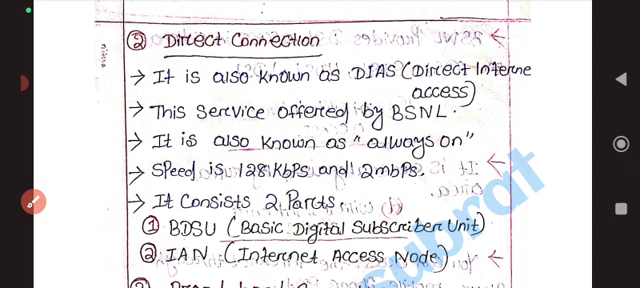 ② Direct Connection
→ It is also known as DIAS (Direct Interne
access)
→ This service offered by BSNL.
→ It is also known as "always on"
→ Speed is 128 KbPs and 2mbPs.
→ It Consists 2 Parts.
① BDSU (Basic Digital Subscriber Unit)
② IAN (Internet Access Node)
subrat